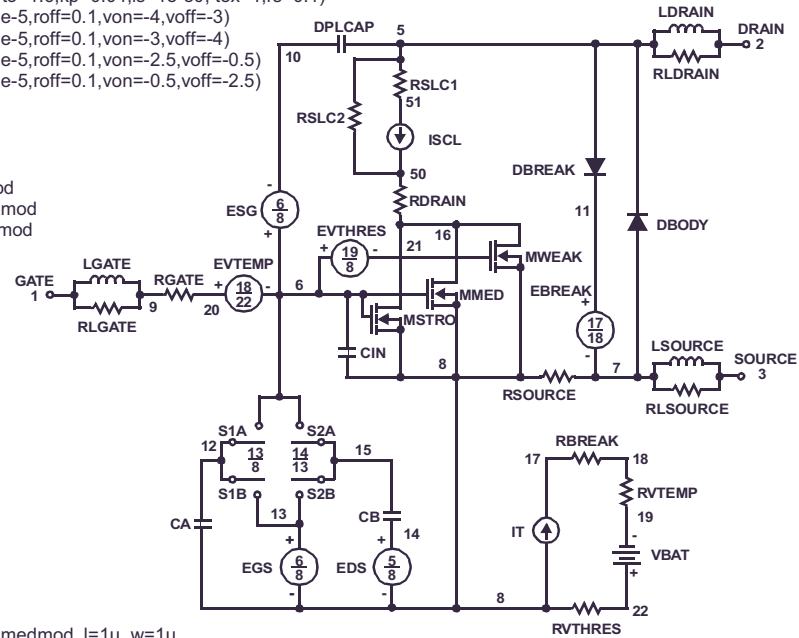 e-5,roff=0.1,von=-4,voff=-3)
e-5,roff=0.1,von=-3,voff=-4)
e-5,roff=0.1,von=-2.5,voff=-0.5)
e-5,roff=0.1,von=-0.5,voff=-2.5)
od
mod
mod
LDRAIN
DPLCAP
5
DRAIN
2
10
RLDRAIN
RSLC1
51
RSLC2
ISCL
DBREAK
50
RDRAIN
ESG
6
8
11
DBODY
EVTHRES
16
21
19
8
MWEAK
LGATE
EVTEMP
GATE
1
RGATE
18
22
6
MMED
EBREAK
9
20
MSTRO
17
18
RLGATE
LSOURCE
CIN
8
7
SOURCE
3
RSOURCE
RLSOURCE
S1A
S2A
12
13
8
14
13
15
RBREAK
17
18
S1B
S2B
RVTEMP
13
CB
19
CA
14
IT
VBAT
EGS
6
8
EDS
5
8
8
22
RVTHRES
medmod, l=1u, w=1u